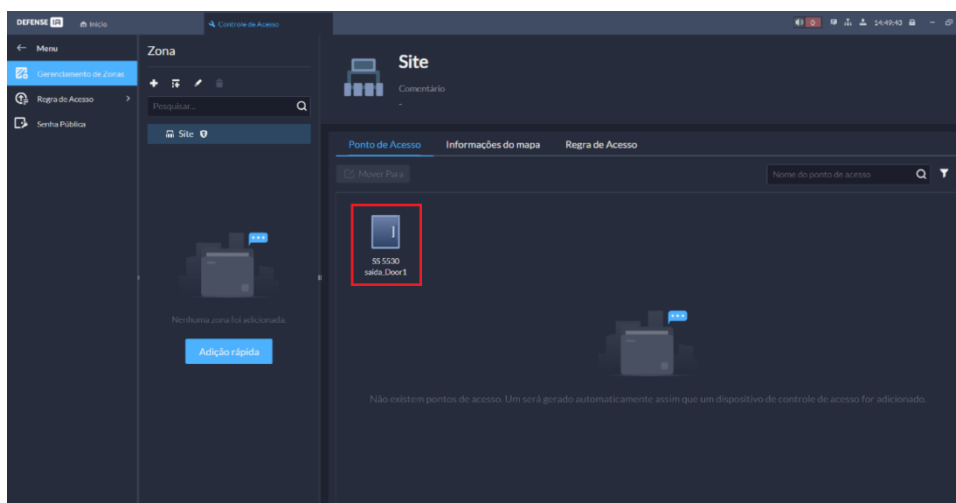 DEFENSE IA
Início
Controle de Acesso
0
14:49:43
Menu
Gerenciamento de Zonas
Regra de Acesso
Senha Pública
Zona
Pesquisar...
Site
Nenhuma zona foi adicionada.
Adição rápida
Site
Comentário
-
Ponto de Acesso Informações do mapa Regra de Acesso
Mover Para
Nome do ponto de acesso
SS 5530
saida_Door1
Não existem pontos de acesso. Um será gerado automaticamente assim que um dispositivo de controle de acesso for adicionado.